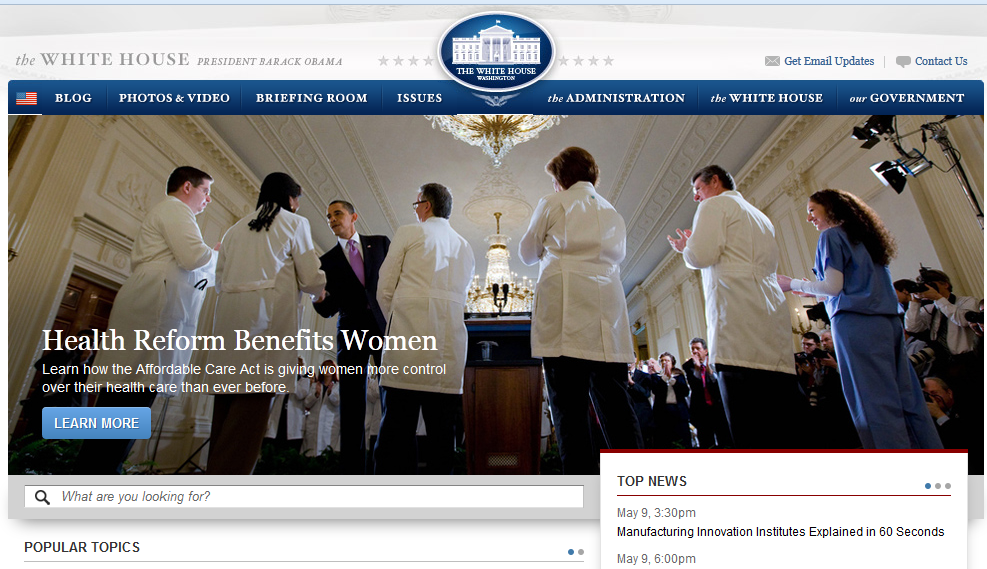 the WHITE HOUSE PRESIDENT BARACK OBAMA
THE WHITE HOUSE
WASHINGTON
Get Email Updates
Contact Us
BLOG
PHOTOS & VIDEO
BRIEFING ROOM
ISSUES
the ADMINISTRATION
the WHITE HOUSE
our GOVERNMENT
Health Reform Benefits Women
Learn how the Affordable Care Act is giving women more control
over their health care than ever before.
LEARN MORE
What are you looking for?
POPULAR TOPICS
TOP NEWS
May 9, 3:30pm
Manufacturing Innovation Institutes Explained in 60 Seconds
May 9, 6:00pm